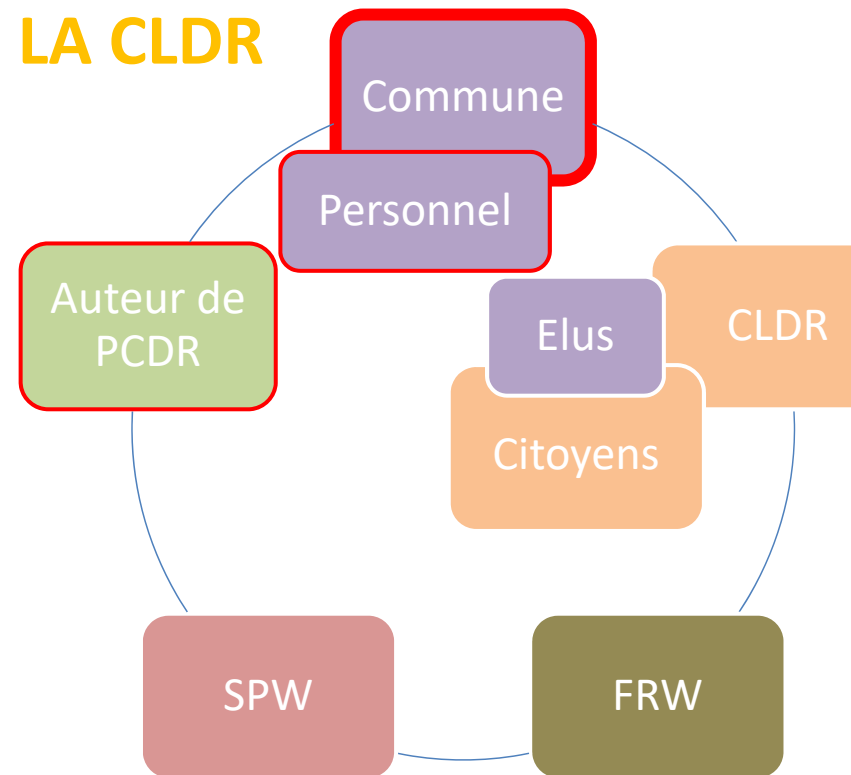 LA CLDR
Commune
Personnel
Auteur de
PCDR
Elus
CLDR
Citoyens
SPW
FRW